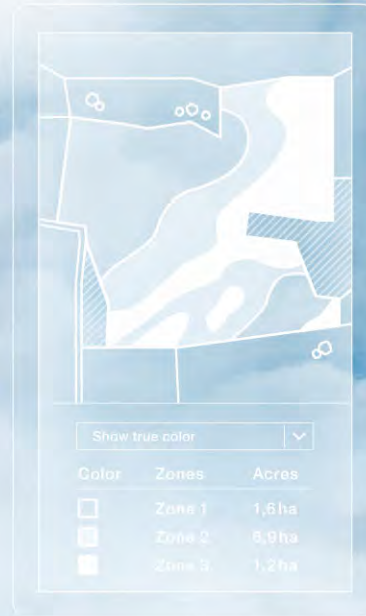 Show true color
Color Zones Acres
Zone 1 1,6ha
Zone 2 6,9ha
Zone 3 1,2ha